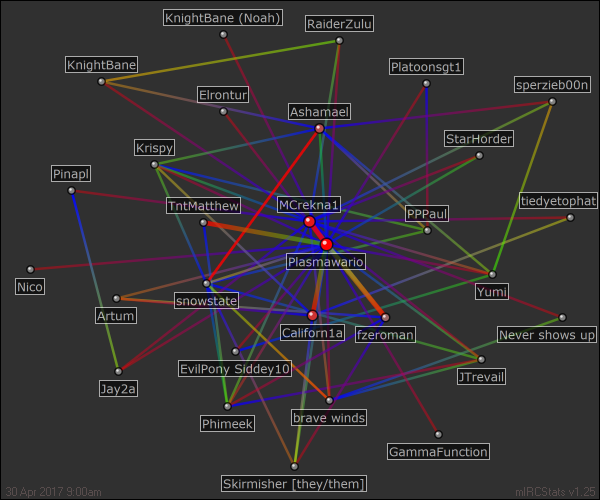 KnightBane (Noah)
RaiderZulu
KnightBane
Platoonsgt1
sperzieb00n
Elrontur
Ashamael
StarHorder
Krispy
Pinapl
TntMatthew
MCrekna1
PPPaul
tiedyetophat
Plasmawario
Nico
Artum
snowstate
Yumi
Californ1a
fzeroman
Never shows up
EvilPony Siddey10
Jay2a
JTrevail
Phimeek
brave winds
GammaFunction
Skirmisher [they/them]
30 Apr 2017 9:00am
mIRCStats v1.25